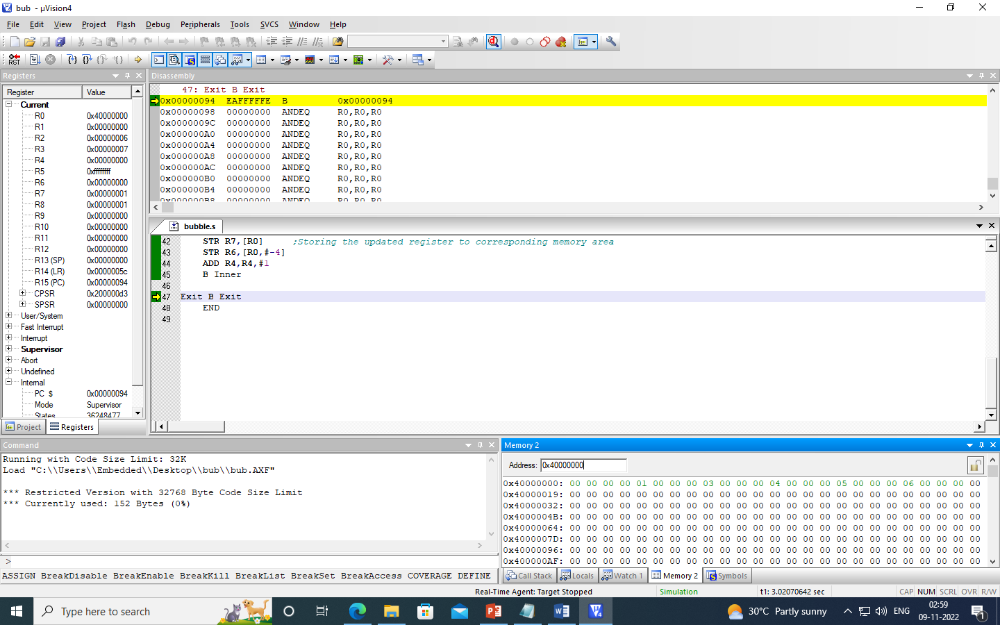 bub - µVision4
File Edit View Project Flash Debug Peripherals Tools SVCS Window Help
Registers
Register Value
Current
R0 0x40000000
R1 0x00000000
R2 0x00000006
R3 0x00000007
R4 0x00000000
R5 0xffffffff
R6 0x00000000
R7 0x00000001
R8 0x00000001
R9 0x00000000
R10 0x00000000
R11 0x00000000
R12 0x00000000
R13 (SP) 0x00000000
R14 (LR) 0x0000005c
R15 (PC) 0x00000094
CPSR 0x200000d3
SPSR 0x00000000
User/System
Fast Interrupt
Interrupt
Supervisor
Abort
Undefined
Internal
PC $ 0x00000094
Mode Supervisor
States 36248477
Project Registers
Disassembly
47: Exit B Exit
0x00000094 EAFFFFFE B 0x00000094
0x00000098 00000000 ANDEQ R0,R0,R0
0x0000009C 00000000 ANDEQ R0,R0,R0
0x000000A0 00000000 ANDEQ R0,R0,R0
0x000000A4 00000000 ANDEQ R0,R0,R0
0x000000A8 00000000 ANDEQ R0,R0,R0
0x000000AC 00000000 ANDEQ R0,R0,R0
0x000000B0 00000000 ANDEQ R0,R0,R0
0x000000B4 00000000 ANDEQ R0,R0,R0
0x000000B8 00000000 ANDEQ R0,R0,R0
bubble.s
42 STR R7,[R0] ;Storing the updated register to corresponding memory area
43 STR R6,[R0,#-4]
44 ADD R4,R4,#1
45 B Inner
46
47 Exit B Exit
48 END
49
Command
Running with Code Size Limit: 32K
Load "C:\\Users\\Embedded\\Desktop\\bub\\bub.AXF"
*** Restricted Version with 32768 Byte Code Size Limit
*** Currently used: 152 Bytes (0%)
>
ASSIGN BreakDisable BreakEnable BreakKill BreakList BreakSet BreakAccess COVERAGE DEFINE
Memory 2
Address: 0x40000000
0x40000000: 00 00 00 00 01 00 00 00 03 00 00 00 04 00 00 00 05 00 00 00 06 00 00 00 00
0x40000019: 00 00 00 00 00 00 00 00 00 00 00 00 00 00 00 00 00 00 00 00 00 00 00 00 00
0x40000032: 00 00 00 00 00 00 00 00 00 00 00 00 00 00 00 00 00 00 00 00 00 00 00 00 00
0x4000004B: 00 00 00 00 00 00 00 00 00 00 00 00 00 00 00 00 00 00 00 00 00 00 00 00 00
0x40000064: 00 00 00 00 00 00 00 00 00 00 00 00 00 00 00 00 00 00 00 00 00 00 00 00 00
0x4000007D: 00 00 00 00 00 00 00 00 00 00 00 00 00 00 00 00 00 00 00 00 00 00 00 00 00
0x40000096: 00 00 00 00 00 00 00 00 00 00 00 00 00 00 00 00 00 00 00 00 00 00 00 00 00
0x400000AF: 00 00 00 00 00 00 00 00 00 00 00 00 00 00 00 00 00 00 00 00 00 00 00 00 00
Call Stack Locals Watch 1 Memory 2 Symbols
Real-Time Agent: Target Stopped Simulation t1: 3.02070642 sec CAP NUM SCRL OVR R/W
Type here to search
30°C Partly sunny ENG
02:59
09-11-2022
1